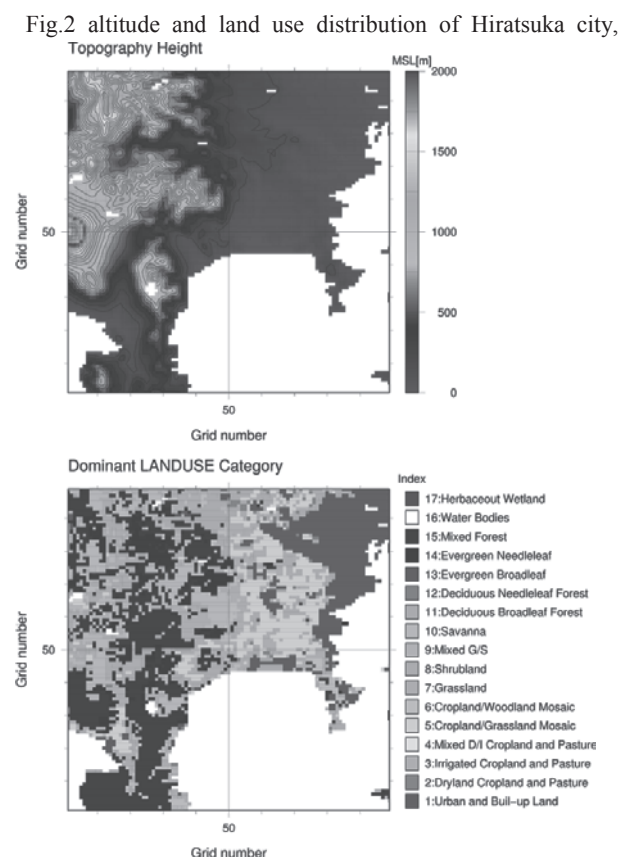 Fig.2 altitude and land use distribution of Hiratsuka city,
Topography Height
MSL[m]
2000
1500
1000
500
0
Grid number
50
50
Grid number
Dominant LANDUSE Category
Index
17:Herbaceout Wetland
16:Water Bodies
15:Mixed Forest
14:Evergreen Needleleaf
13:Evergreen Broadleaf
12:Deciduous Needleleaf Forest
11:Deciduous Broadleaf Forest
10:Savanna
9:Mixed G/S
8:Shrubland
7:Grassland
6:Cropland/Woodland Mosaic
5:Cropland/Grassland Mosaic
4:Mixed D/I Cropland and Pasture
3:Irrigated Cropland and Pasture
2:Dryland Cropland and Pasture
1:Urban and Buil-up Land
Grid number
50
50
Grid number